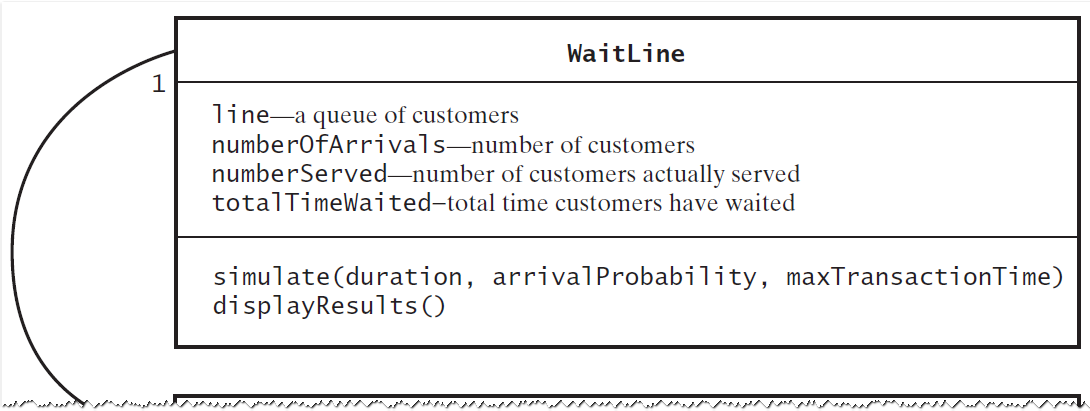 WaitLine
1
line—a queue of customers
numberOfArrivals—number of customers
numberServed—number of customers actually served
totalTimeWaited–total time customers have waited
simulate(duration, arrivalProbability, maxTransactionTime)
displayResults()